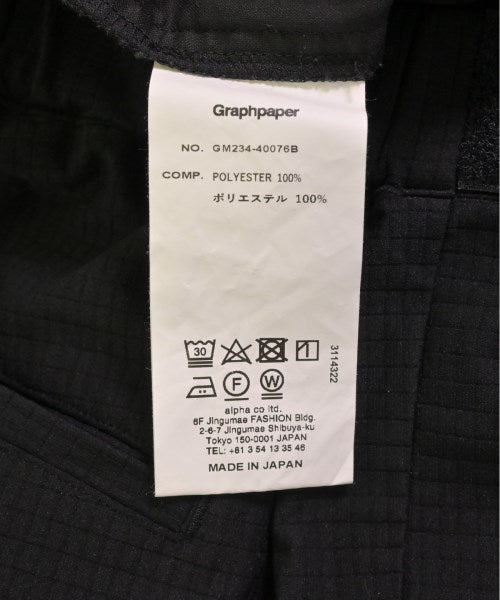 Graphpaper
NO. GM234-40076B
COMP. POLYESTER 100%
ポリエステル 100%
30
3114322
F W
alpha co ltd.
6F Jingumae FASHION Bldg.
2-6-7 Jingumae Shibuya-ku
Tokyo 150-0001 JAPAN
TEL: +81 3 54 13 35 46
MADE IN JAPAN